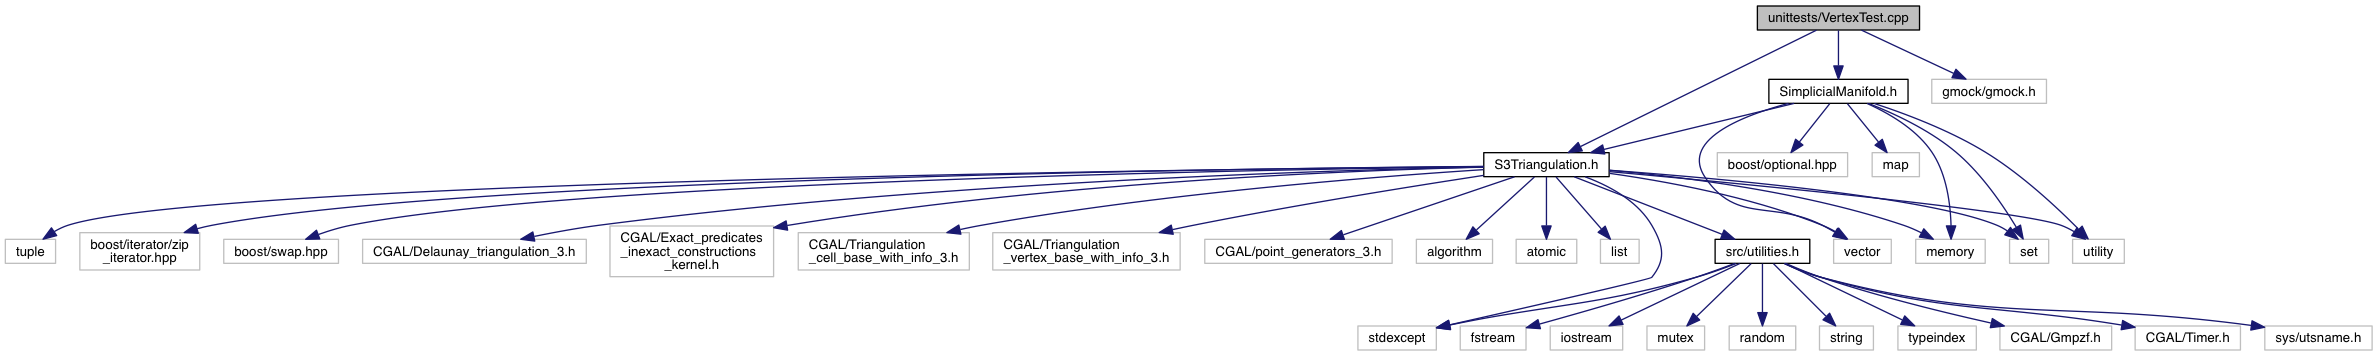 unittests/VertexTest.cpp
SimplicialManifold.h
gmock/gmock.h
S3Triangulation.h
boost/optional.hpp
map
tuple
boost/iterator/zip
_iterator.hpp
boost/swap.hpp
CGAL/Delaunay_triangulation_3.h
CGAL/Exact_predicates
_inexact_constructions
_kernel.h
CGAL/Triangulation
_cell_base_with_info_3.h
CGAL/Triangulation
_vertex_base_with_info_3.h
CGAL/point_generators_3.h
algorithm
atomic
list
src/utilities.h
vector
memory
set
utility
stdexcept
fstream
iostream
mutex
random
string
typeindex
CGAL/Gmpzf.h
CGAL/Timer.h
sys/utsname.h